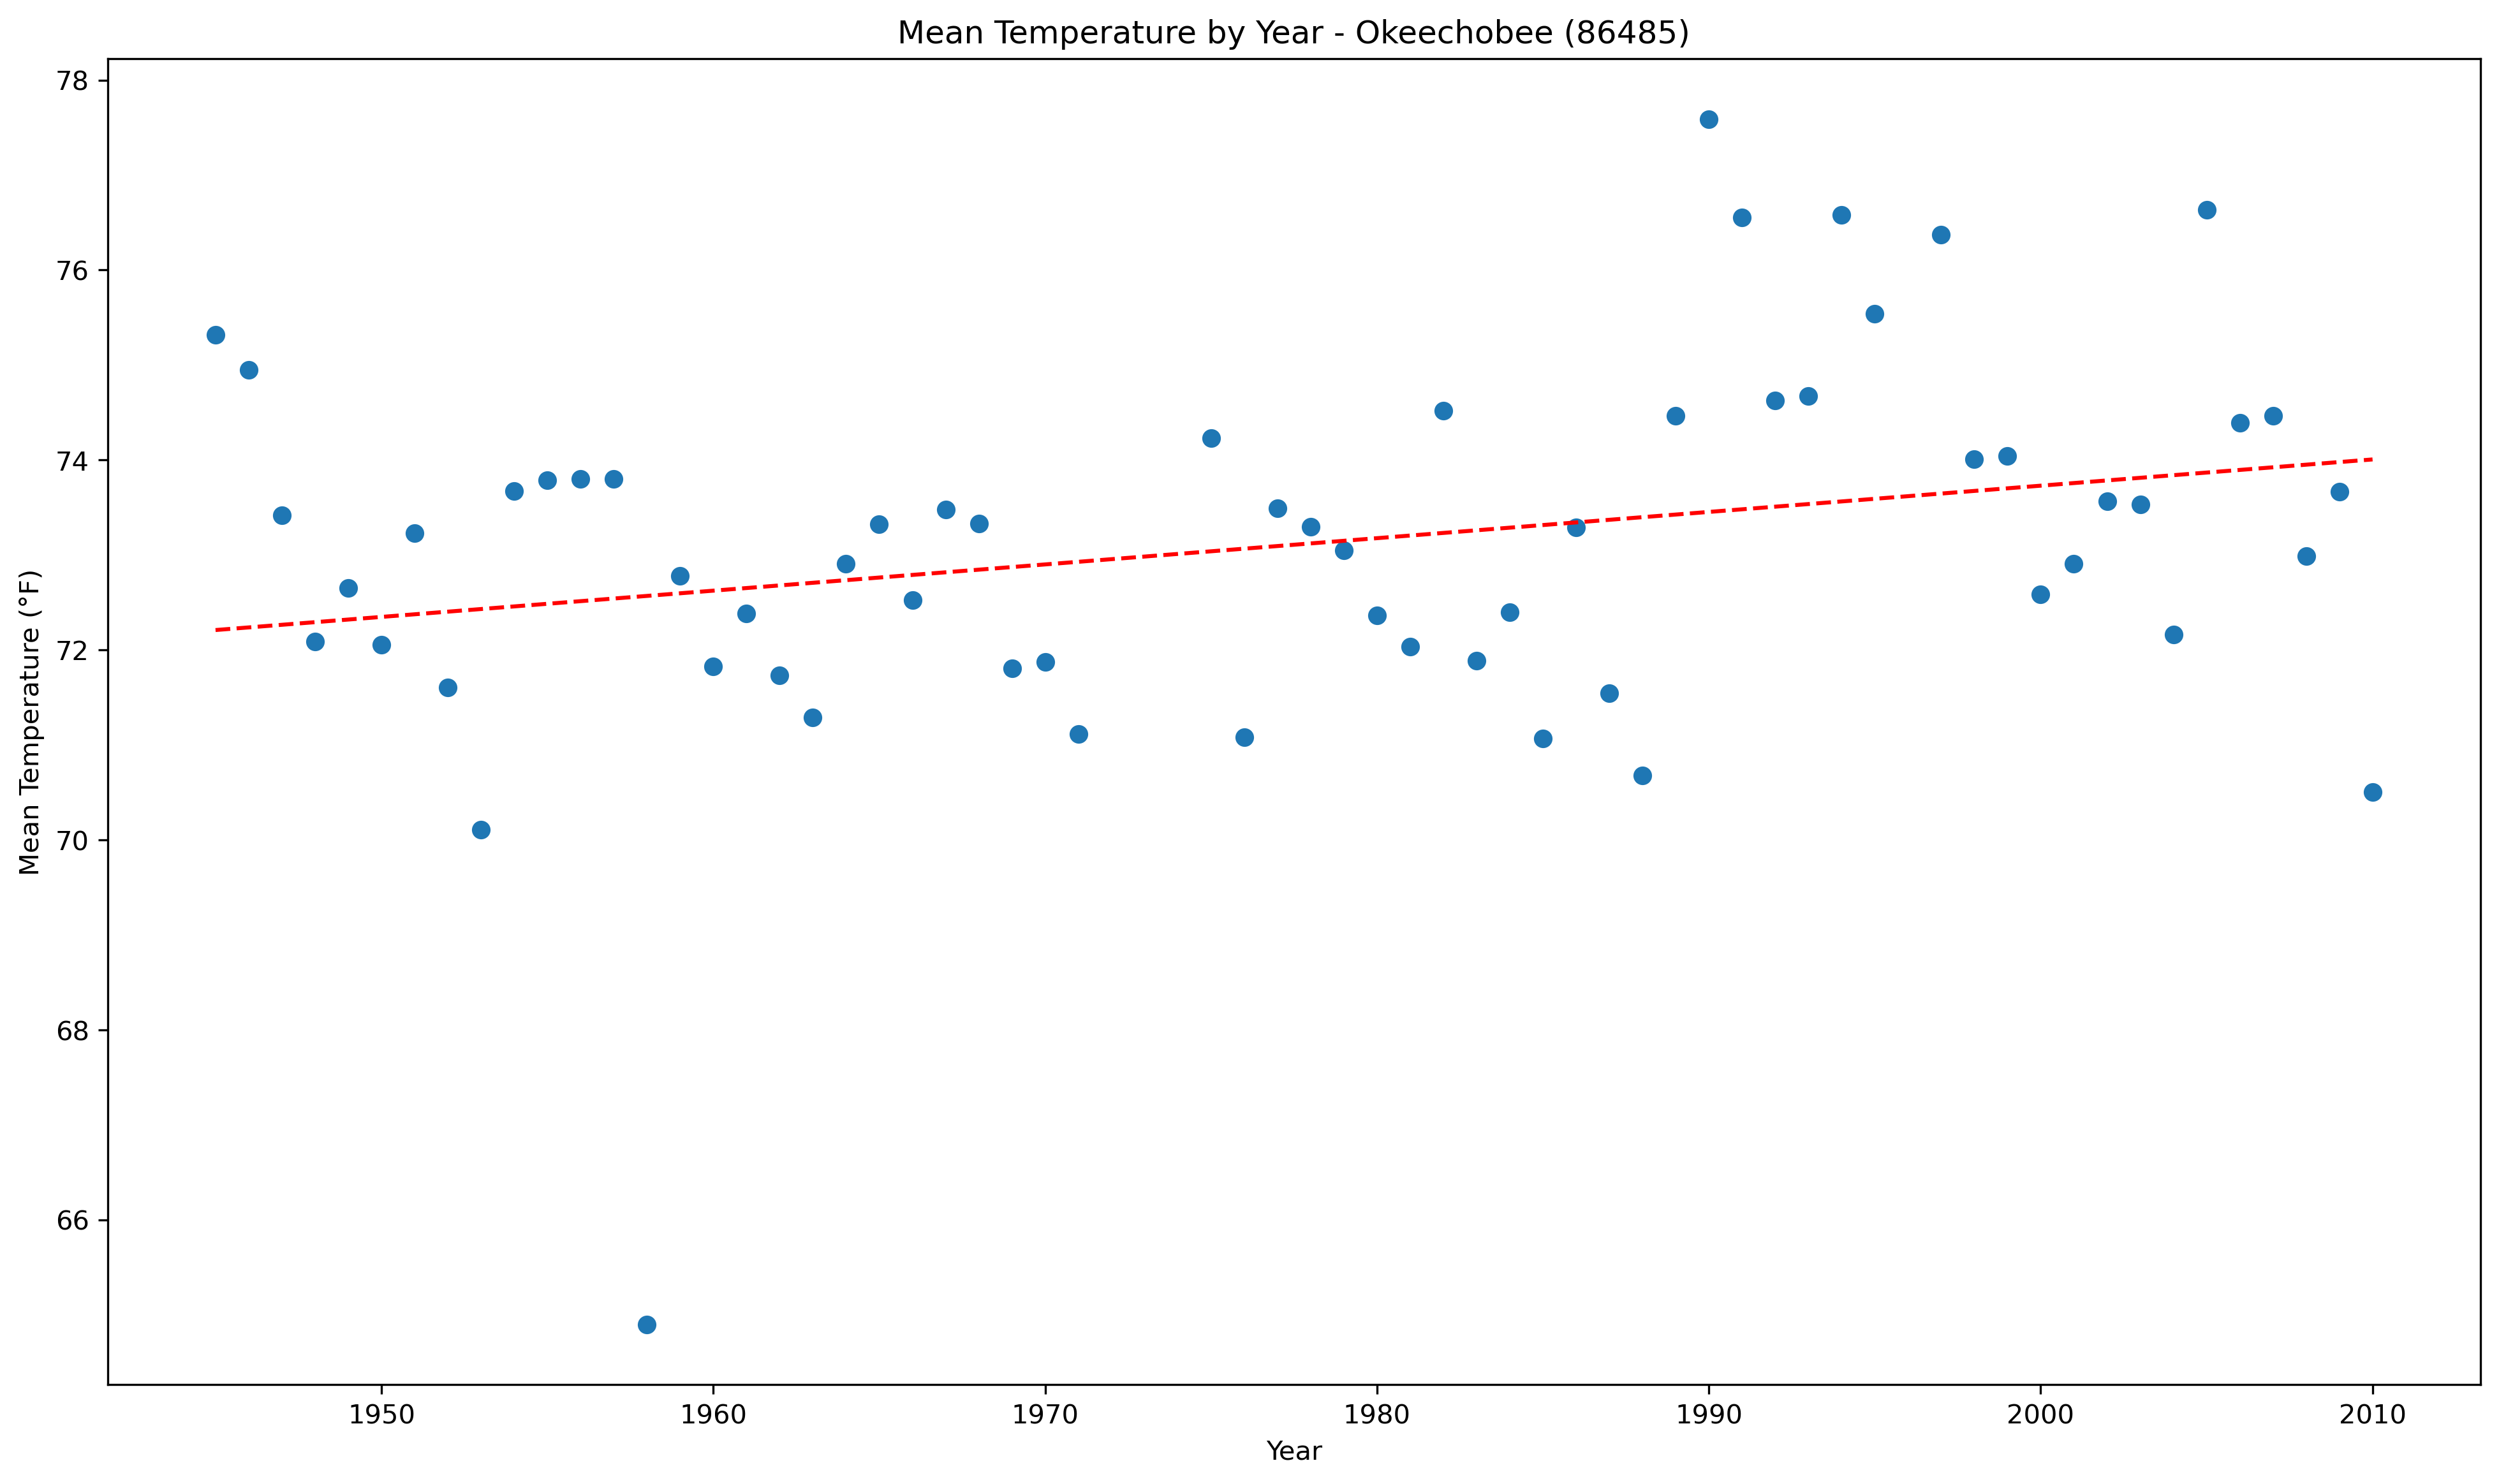 Mean Temperature by Year - Okeechobee (86485)
Mean Temperature (°F)
78
76
74
72
70
68
66
1950 1960 1970 1980 1990 2000 2010
Year